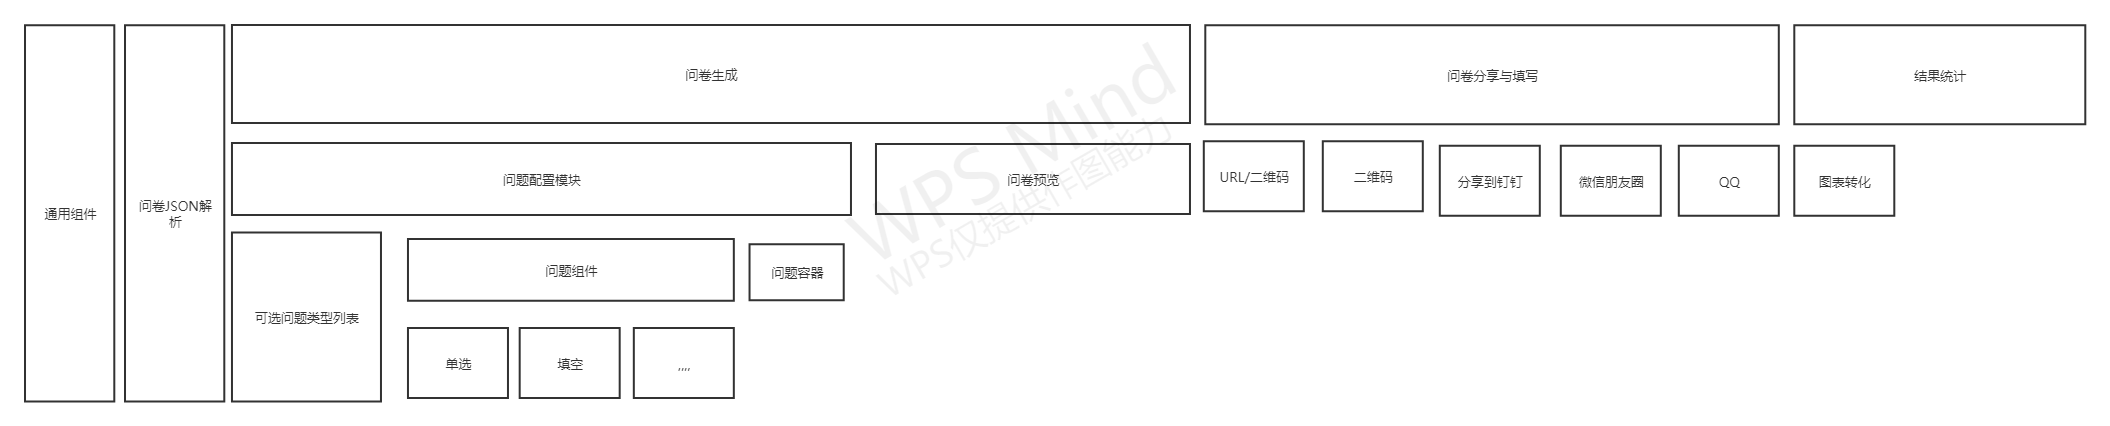 通用组件
问卷JSON解
析
问卷生成
问卷分享与填写
结果统计
问题配置模块
问卷预览
URL/二维码
二维码
分享到钉钉
微信朋友圈
QQ
图表转化
可选问题类型列表
问题组件
问题容器
单选
填空
,,,,
WPS Mind
WPS仅提供作图能力